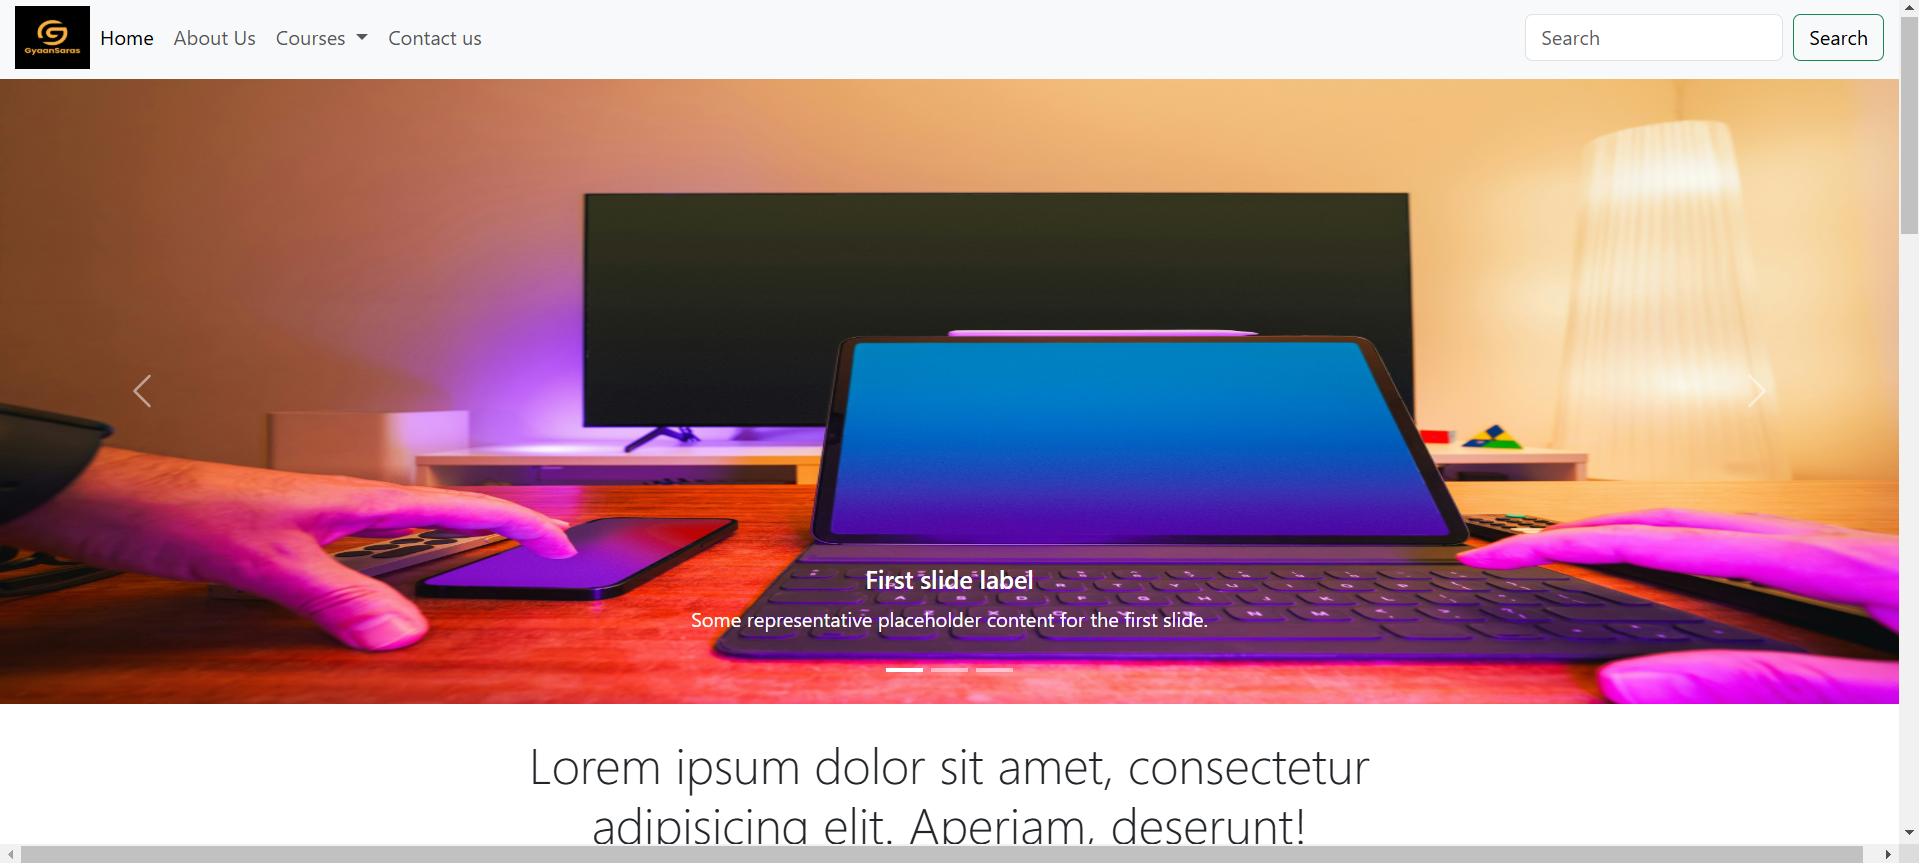 GyaanSaras
Home
About Us
Courses
Contact us
Search
Search
First slide label
Some representative placeholder content for the first slide.
Lorem ipsum dolor sit amet, consectetur
adipisicing elit. Aperiam, deserunt!